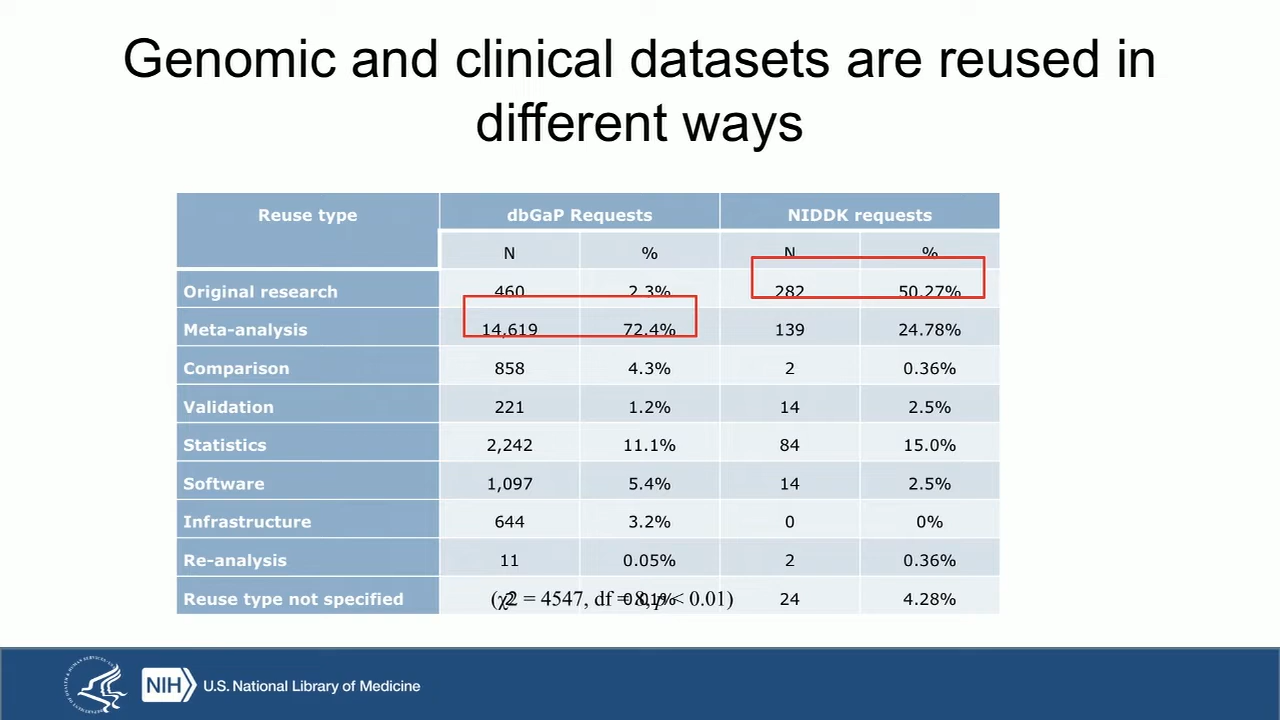 Genomic and clinical datasets are reused in
different ways
Reuse type dbGaP Requests NIDDK requests
N % N %
Original research 460 2.3% 282 50.27%
Meta-analysis 14,619 72.4% 139 24.78%
Comparison 858 4.3% 2 0.36%
Validation 221 1.2% 14 2.5%
Statistics 2,242 11.1% 84 15.0%
Software 1,097 5.4% 14 2.5%
Infrastructure 644 3.2% 0 0%
Re-analysis 11 0.05% 2 0.36%
Reuse type not specified 2 0.01% 24 4.28%
(χ2 = 4547, df = 8, p < 0.01)
NIH U.S. National Library of Medicine